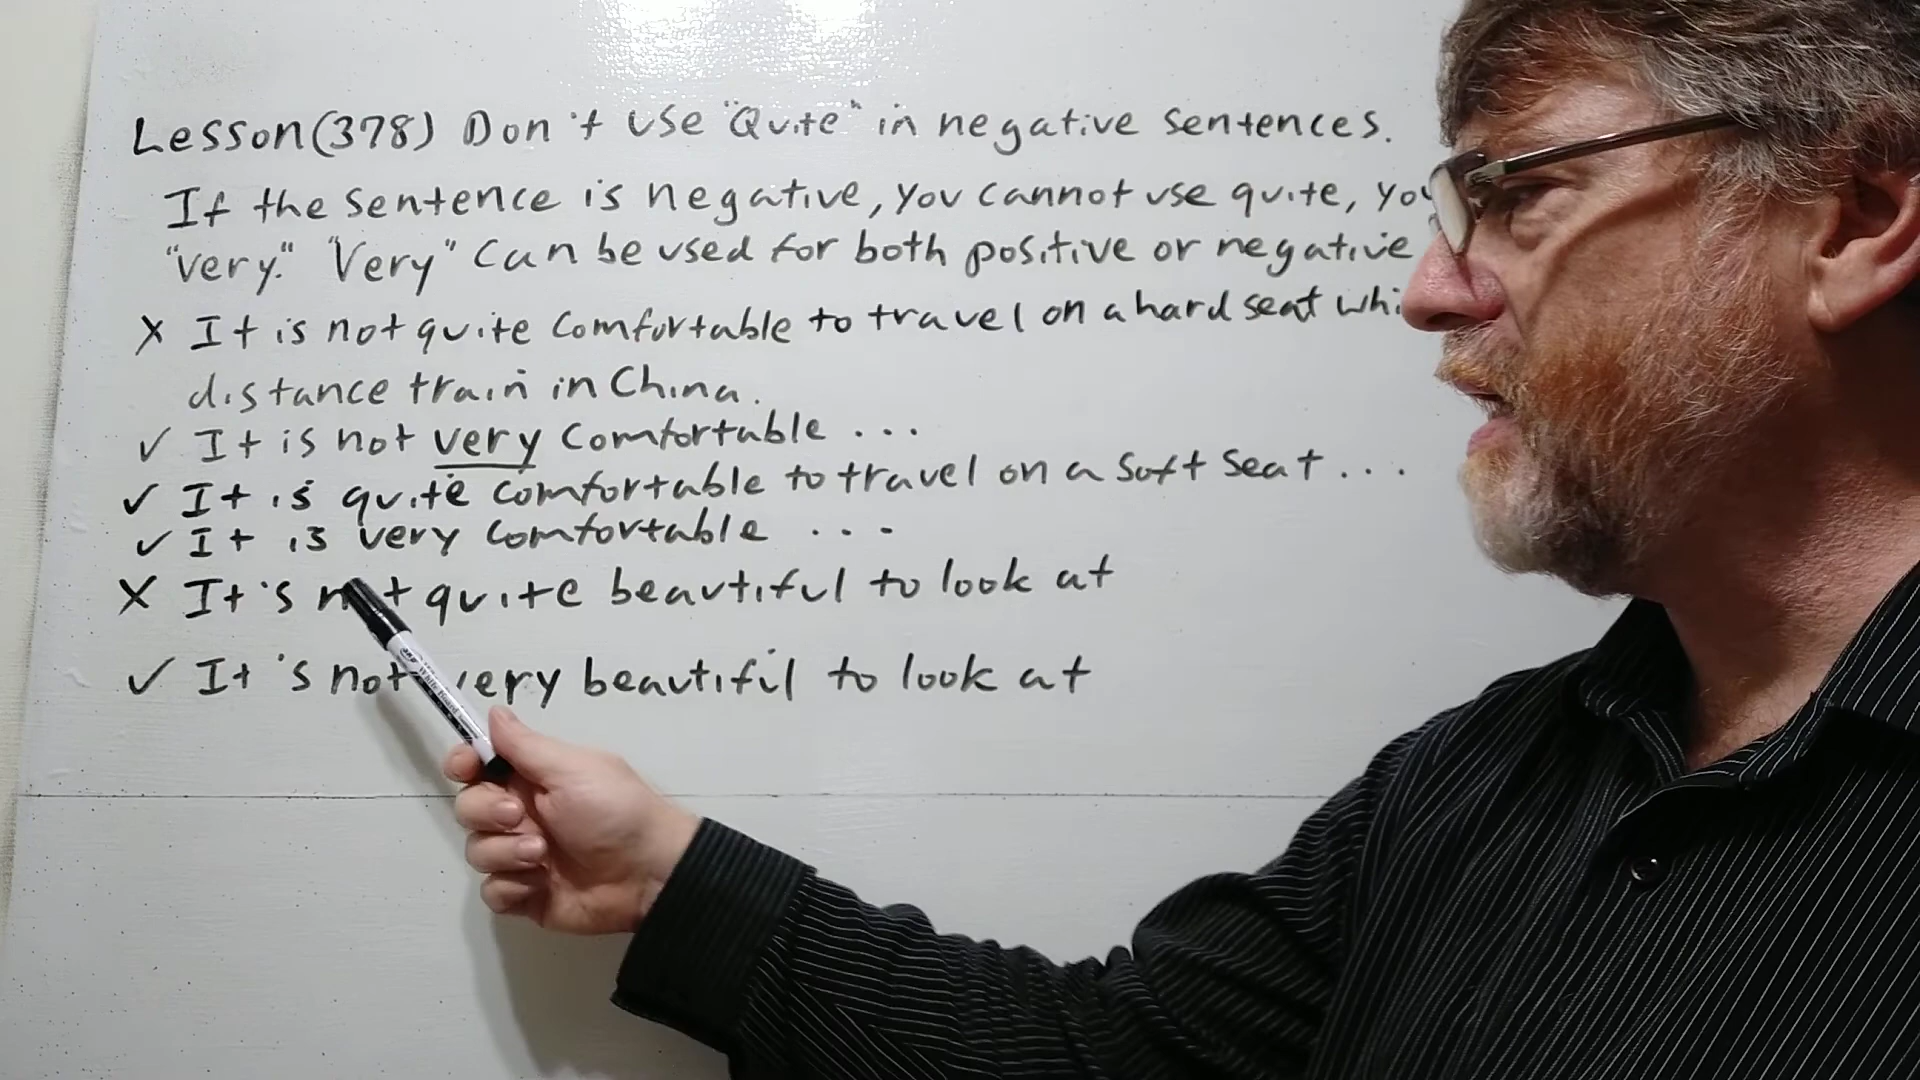 Lesson(378) Don't use "Quite" in negative sentences.
If the sentence is negative, you cannot use quite,
"very." "Very" can be used for both positive or negative
X It is not quite comfortable to travel on a hard seat
distance train in China.
✓ It is not very comfortable ...
✓ It is quite comfortable to travel on a soft seat...
✓ It is very comfortable ...
X It's not quite beautiful to look at
✓ It's not very beautiful to look at